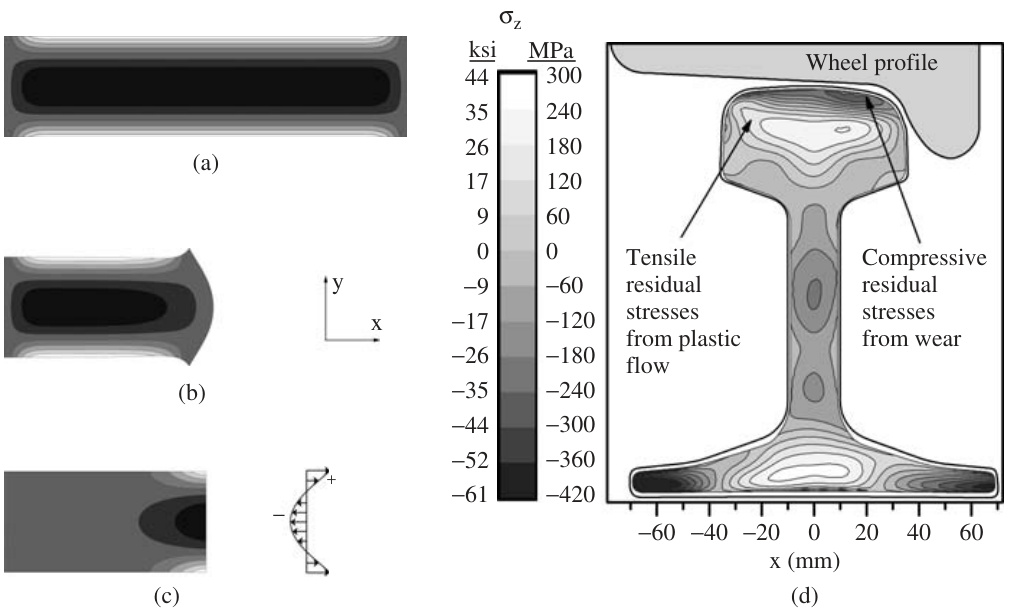 (a)
(b)
y
x
(c)
+
−
σz
ksi MPa
44 300
35 240
26 180
17 120
9 60
0 0
−9 −60
−17 −120
−26 −180
−35 −240
−44 −300
−52 −360
−61 −420
Wheel profile
Tensile
residual
stresses
from plastic
flow
Compressive
residual
stresses
from wear
−60 −40 −20 0 20 40 60
x (mm)
(d)